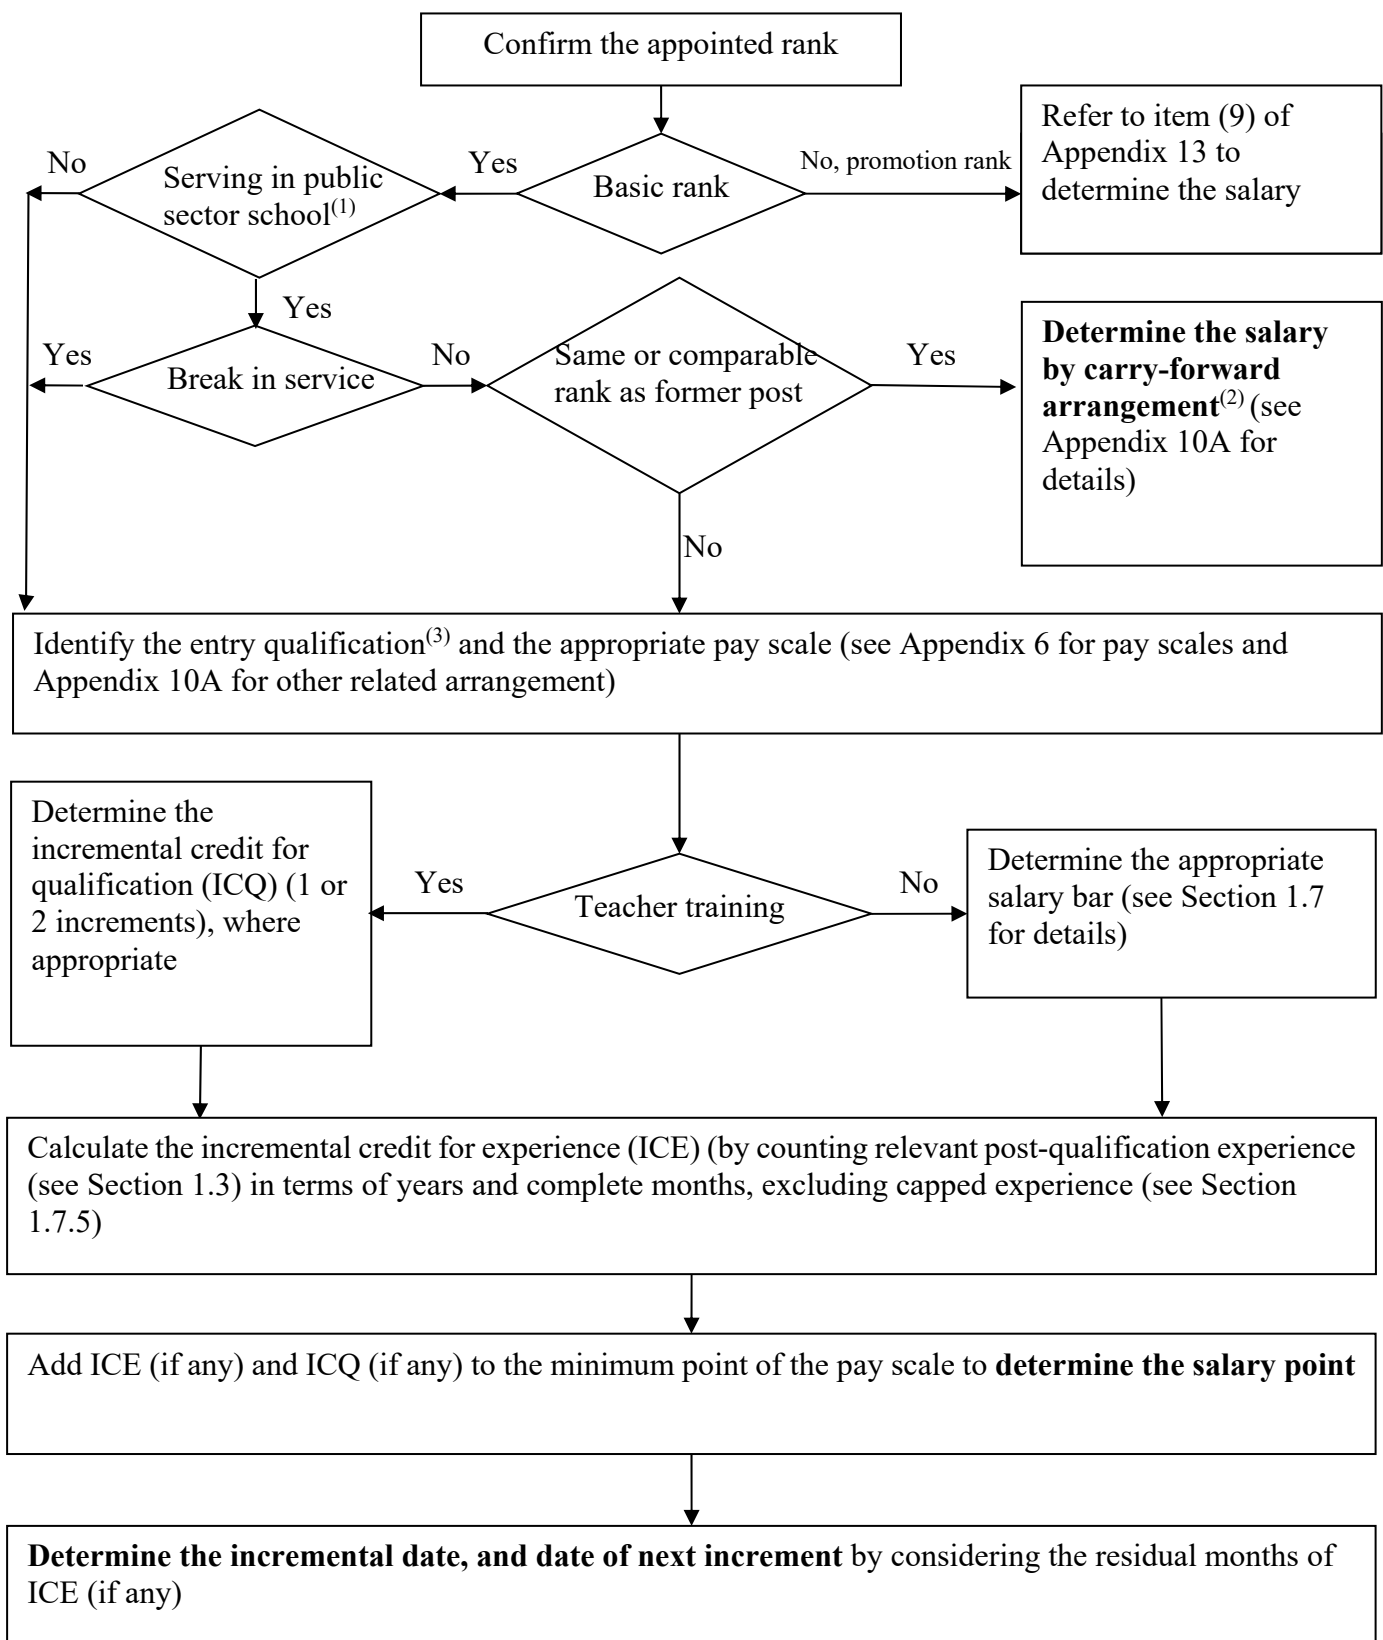 Confirm the appointed rank
Refer to item (9) of
Appendix 13 to
determine the salary
No, promotion rank
Basic rank
Yes
Serving in public
sector school(1)
No
Yes
Break in service
Yes
No
Same or comparable
rank as former post
Yes
Determine the salary
by carry-forward
arrangement(2) (see
Appendix 10A for
details)
No
Identify the entry qualification(3) and the appropriate pay scale (see Appendix 6 for pay scales and
Appendix 10A for other related arrangement)
Determine the
incremental credit for
qualification (ICQ) (1 or
2 increments), where
appropriate
Yes
Teacher training
No
Determine the appropriate
salary bar (see Section 1.7
for details)
Calculate the incremental credit for experience (ICE) (by counting relevant post-qualification experience
(see Section 1.3) in terms of years and complete months, excluding capped experience (see Section
1.7.5)
Add ICE (if any) and ICQ (if any) to the minimum point of the pay scale to determine the salary point
Determine the incremental date, and date of next increment by considering the residual months of
ICE (if any)